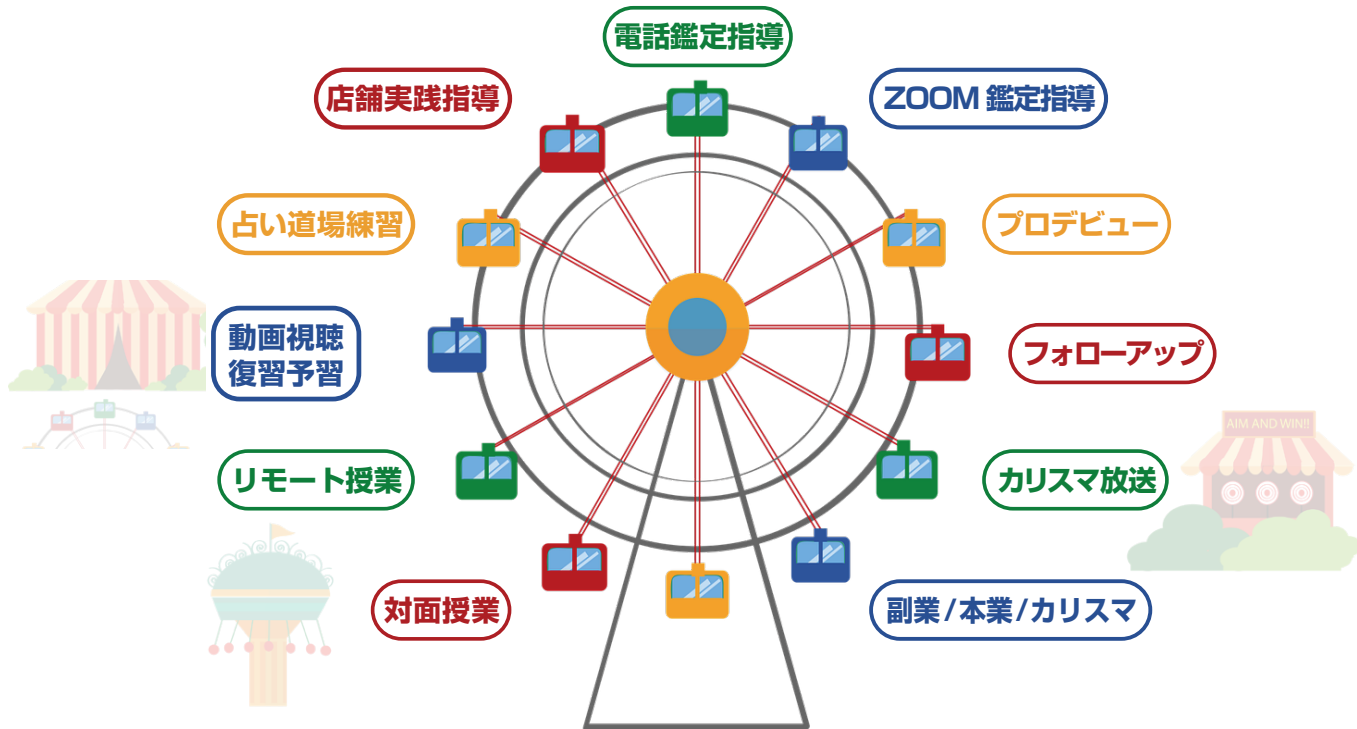 電話鑑定指導
店舗実践指導
ZOOM 鑑定指導
占い道場練習
プロデビュー
動画視聴
復習予習
フォローアップ
AIM AND WIN!!
リモート授業
カリスマ放送
対面授業
副業/本業/カリスマ